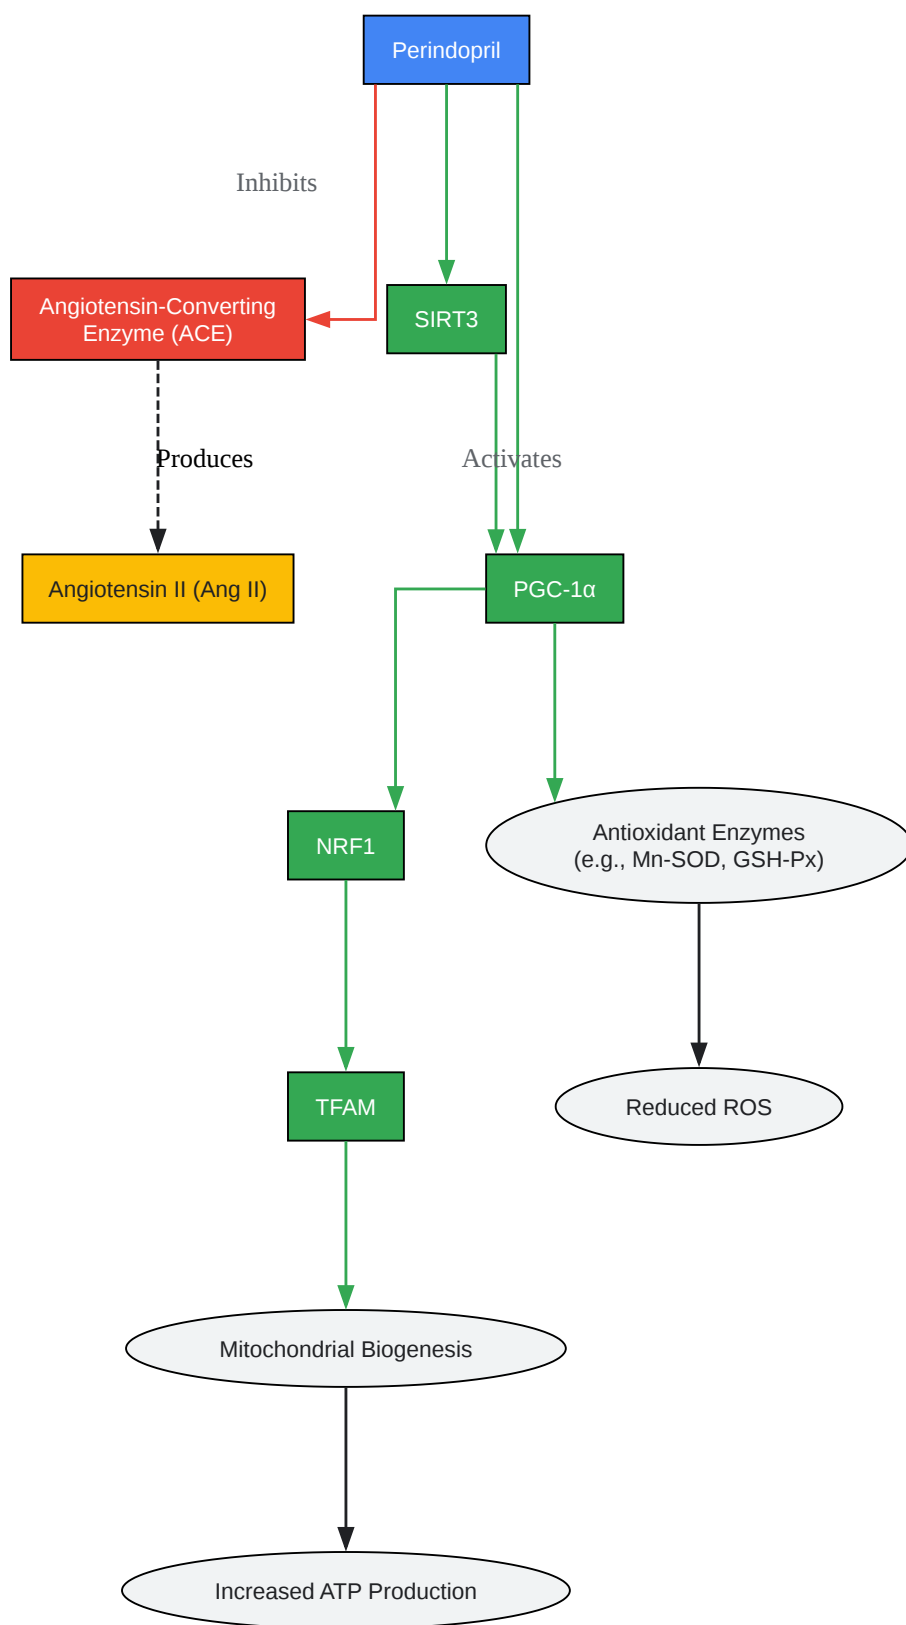 Perindopril
Inhibits
Angiotensin-Converting
Enzyme (ACE)
SIRT3
Produces
Activates
Angiotensin II (Ang II)
PGC-1α
NRF1
Antioxidant Enzymes
(e.g., Mn-SOD, GSH-Px)
TFAM
Reduced ROS
Mitochondrial Biogenesis
Increased ATP Production